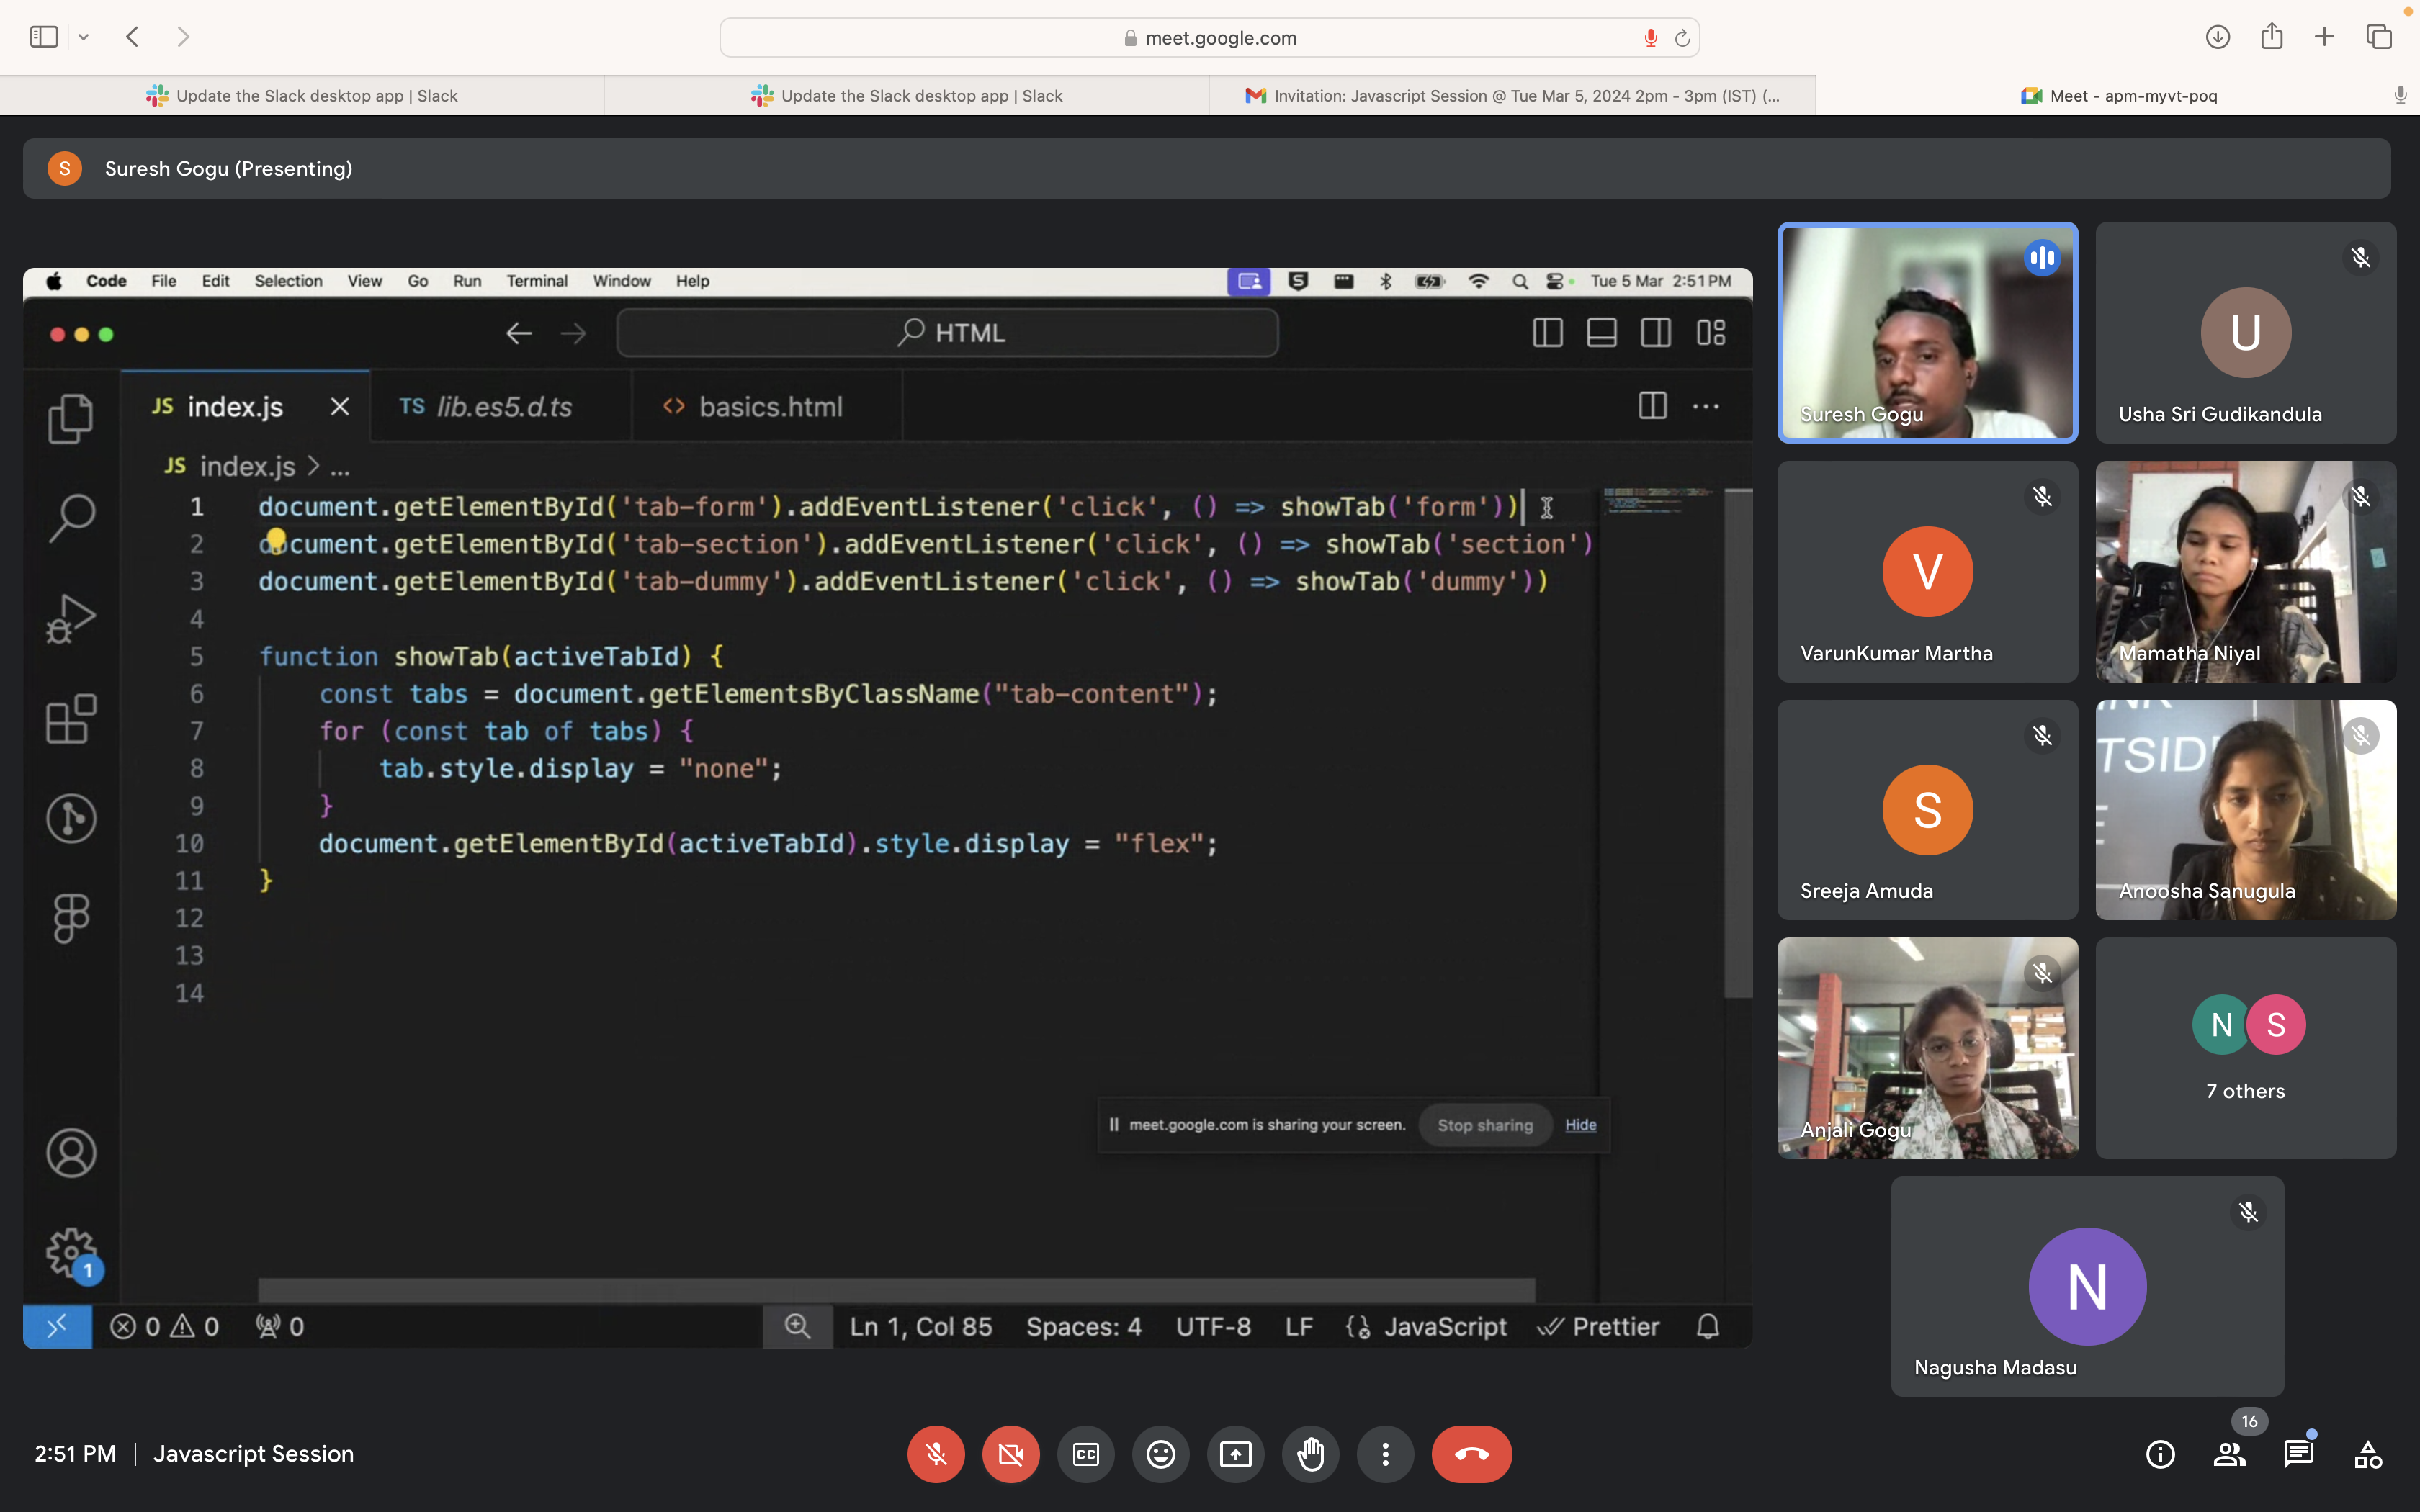 meet.google.com
Update the Slack desktop app | Slack
Update the Slack desktop app | Slack
Invitation: Javascript Session @ Tue Mar 5, 2024 2pm - 3pm (IST) (...
Meet - apm-myvt-poq
S
Suresh Gogu (Presenting)
Code File Edit Selection View Go Run Terminal Window Help
Tue 5 Mar 2:51 PM
HTML
JS index.js
TS lib.es5.d.ts
<> basics.html
JS index.js > ...
1 document.getElementById('tab-form').addEventListener('click', () => showTab('form'))
2 document.getElementById('tab-section').addEventListener('click', () => showTab('section')
3 document.getElementById('tab-dummy').addEventListener('click', () => showTab('dummy'))
4
5 function showTab(activeTabId) {
6 const tabs = document.getElementsByClassName("tab-content");
7 for (const tab of tabs) {
8 tab.style.display = "none";
9 }
10 document.getElementById(activeTabId).style.display = "flex";
11 }
12
13
14
meet.google.com is sharing your screen. Stop sharing Hide
1
0 0 0
Ln 1, Col 85 Spaces: 4 UTF-8 LF JavaScript Prettier
Suresh Gogu
U
Usha Sri Gudikandula
V
VarunKumar Martha
Mamatha Niyal
S
Sreeja Amuda
TSID
Anoosha Sanugula
Anjali Gogu
N S
7 others
N
Nagusha Madasu
2:51 PM | Javascript Session
CC
16